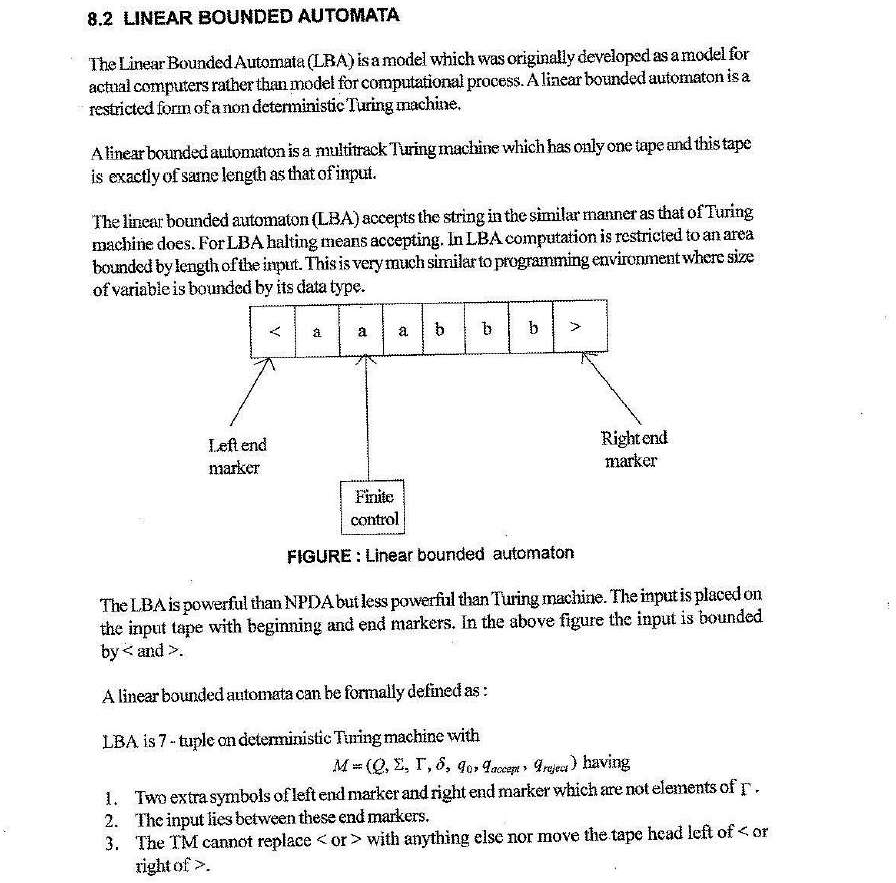 8.2 LINEAR BOUNDED AUTOMATA
The Linear Bounded Automata (LBA) is a model which was originally developed as a model for
actual computers rather than model for computational process. A linear bounded automaton is a
restricted form of a non deterministic Turing machine.
A linear bounded automaton is a multitrack Turing machine which has only one tape and this tape
is exactly of same length as that of input.
The linear bounded automaton (LBA) accepts the string in the similar manner as that of Turing
machine does. For LBA halting means accepting. In LBA computation is restricted to an area
bounded by length of the input. This is very much similar to programming environment where size
of variable is bounded by its data type.
< a a a b b b >
Left end
marker
Right end
marker
Finite
control
FIGURE : Linear bounded automaton
The LBA is powerful than NPDA but less powerful than Turing machine. The input is placed on
the input tape with beginning and end markers. In the above figure the input is bounded
by < and >.
A linear bounded automata can be formally defined as :
LBA is 7 - tuple on deterministic Turing machine with
M = (Q, Σ, Γ, δ, q₀, q_accept, q_reject) having
1. Two extra symbols of left end marker and right end marker which are not elements of Γ.
2. The input lies between these end markers.
3. The TM cannot replace < or > with anything else nor move the tape head left of < or
right of >.